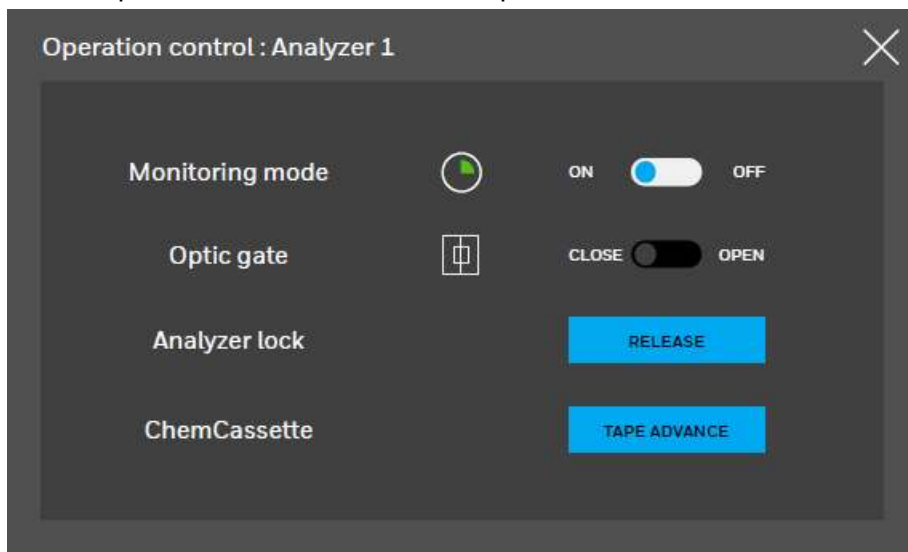 Operation control : Analyzer 1
Monitoring mode ON OFF
Optic gate CLOSE OPEN
Analyzer lock RELEASE
ChemCassette TAPE ADVANCE